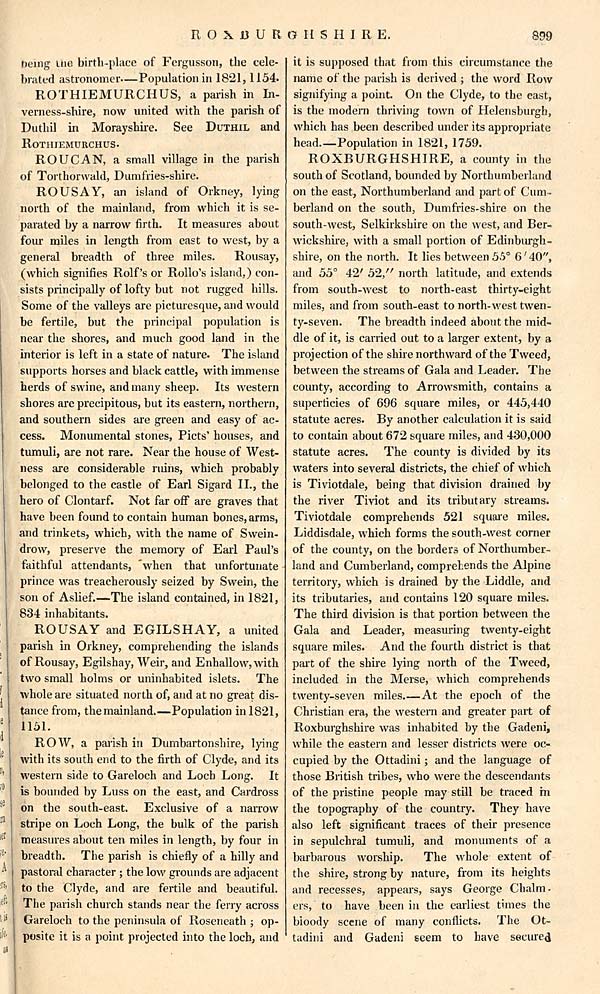 ROXBURGHSHIRE.
899
being the birth-place of Fergusson, the cele-
brated astronomer.—Population in 1821, 1154.
ROTHIEMURCHUS, a parish in In-
verness-shire, now united with the parish of
Duthil in Morayshire. See DUTHIL and
ROTHIEMURCHUS.
ROUCAN, a small village in the parish
of Torthorwald, Dumfries-shire.
ROUSAY, an island of Orkney, lying
north of the mainland, from which it is se-
parated by a narrow firth. It measures about
four miles in length from east to west, by a
general breadth of three miles. Rousay,
(which signifies Rolf's or Rollo's island,) con-
sists principally of lofty but not rugged hills.
Some of the valleys are picturesque, and would
be fertile, but the principal population is
near the shores, and much good land in the
interior is left in a state of nature. The island
supports horses and black cattle, with immense
herds of swine, and many sheep. Its western
shores are precipitous, but its eastern, northern,
and southern sides are green and easy of ac-
cess. Monumental stones, Picts' houses, and
tumuli, are not rare. Near the house of West-
ness are considerable ruins, which probably
belonged to the castle of Earl Sigard II., the
hero of Clontarf. Not far off are graves that
have been found to contain human bones, arms,
and trinkets, which, with the name of Swein-
drow, preserve the memory of Earl Paul's
faithful attendants, when that unfortunate
prince was treacherously seized by Swein, the
son of Aslief.—The island contained, in 1821,
834 inhabitants.
ROUSAY and EGILSHAY, a united
parish in Orkney, comprehending the islands
of Rousay, Egilshay, Weir, and Enhallow, with
two small holms or uninhabited islets. The
whole are situated north of, and at no great dis-
tance from, the mainland.—Population in 1821,
1151.
ROW, a parish in Dumbartonshire, lying
with its south end to the firth of Clyde, and its
western side to Gareloch and Loch Long. It
is bounded by Luss on the east, and Cardross
on the south-east. Exclusive of a narrow
stripe on Loch Long, the bulk of the parish
measures about ten miles in length, by four in
breadth. The parish is chiefly of a hilly and
pastoral character; the low grounds are adjacent
to the Clyde, and are fertile and beautiful.
The parish church stands near the ferry across
Gareloch to the peninsula of Roseneath; op-
posite it is a point projected into the loch, and
it is supposed that from this circumstance the
name of the parish is derived; the word Row
signifying a point. On the Clyde, to the east,
is the modern thriving town of Helensburgh,
which has been described under its appropriate
head.—Population in 1821, 1759.
ROXBURGHSHIRE, a county in the
south of Scotland, bounded by Northumberland
on the east, Northumberland and part of Cum-
berland on the south, Dumfries-shire on the
south-west, Selkirkshire on the west, and Ber-
wickshire, with a small portion of Edinburgh-
shire, on the north. It lies between 55° 6′ 40″,
and 55° 42′ 52,″ north latitude, and extends
from south-west to north-east thirty-eight
miles, and from south-east to north-west twen-
ty-seven. The breadth indeed about the mid-
dle of it, is carried out to a larger extent, by a
projection of the shire northward of the Tweed,
between the streams of Gala and Leader. The
county, according to Arrowsmith, contains a
superficies of 696 square miles, or 445,440
statute acres. By another calculation it is said
to contain about 672 square miles, and 430,000
statute acres. The county is divided by its
waters into several districts, the chief of which
is Tiviotdale, being that division drained by
the river Tiviot and its tributary streams.
Tiviotdale comprehends 521 square miles.
Liddisdale, which forms the south-west corner
of the county, on the borders of Northumber-
land and Cumberland, comprehends the Alpine
territory, which is drained by the Liddle, and
its tributaries, and contains 120 square miles.
The third division is that portion between the
Gala and Leader, measuring twenty-eight
square miles. And the fourth district is that
part of the shire lying north of the Tweed,
included in the Merse, which comprehends
twenty-seven miles.—At the epoch of the
Christian era, the western and greater part of
Roxburghshire was inhabited by the Gadeni,
while the eastern and lesser districts were oc-
cupied by the Ottadini; and the language of
those British tribes, who were the descendants
of the pristine people may still be traced in
the topography of the country. They have
also left significant traces of their presence
in sepulchral tumuli, and monuments of a
barbarous worship. The whole extent of
the shire, strong by nature, from its heights
and recesses, appears, says George Chalm-
ers, to have been in the earliest times the
bloody scene of many conflicts. The Ot-
tadini and Gadeni seem to have secured